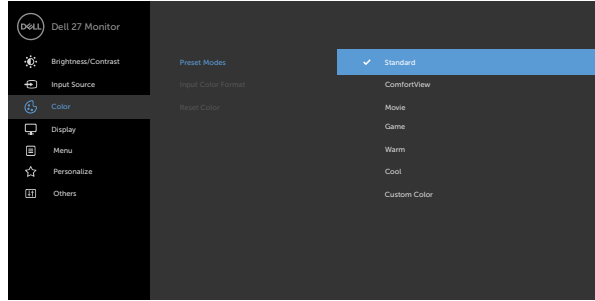 DELL Dell 27 Monitor
Brightness/Contrast
Input Source
Color
Display
Menu
Personalize
Others
Preset Modes
Input Color Format
Reset Color
Standard
ComfortView
Movie
Game
Warm
Cool
Custom Color